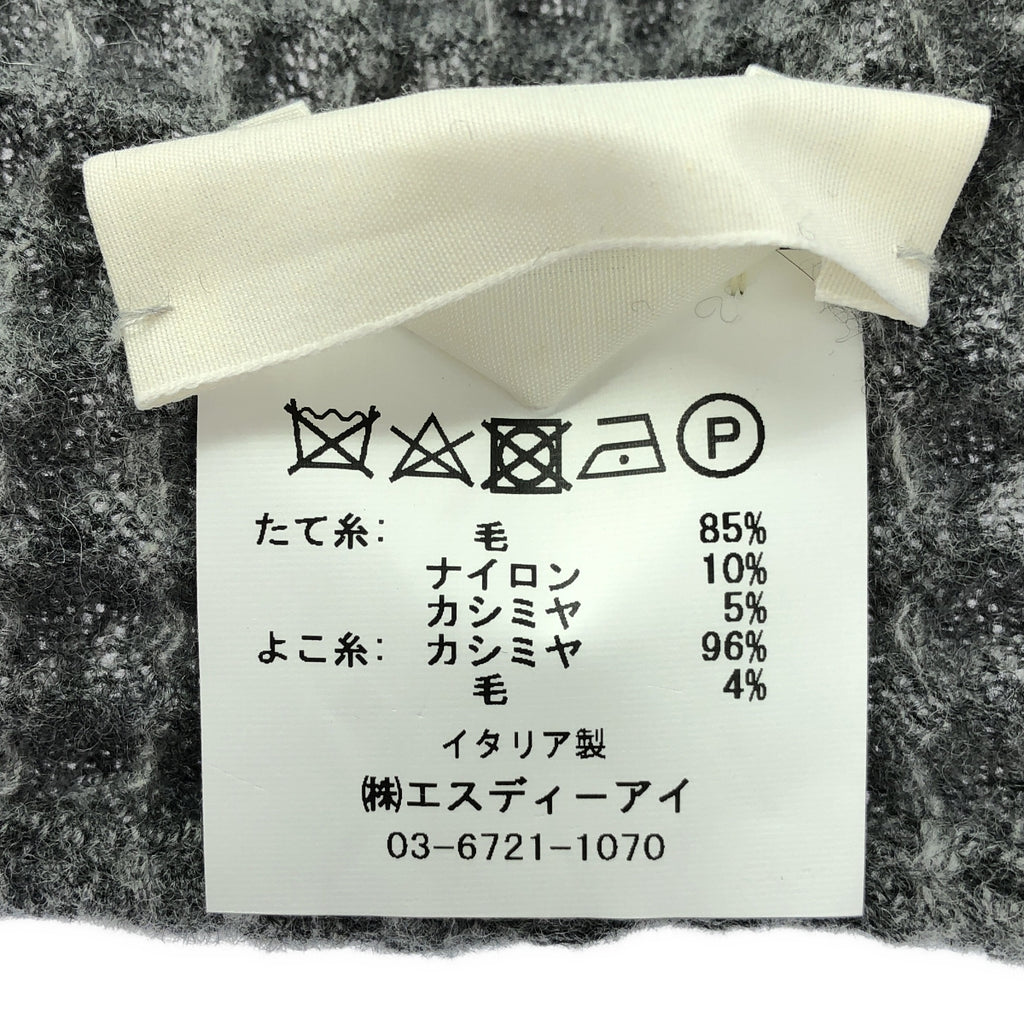 P
たて糸: 毛 85%
ナイロン 10%
カシミヤ 5%
よこ糸: カシミヤ 96%
毛 4%
イタリア製
㈱エスディーアイ
03-6721-1070